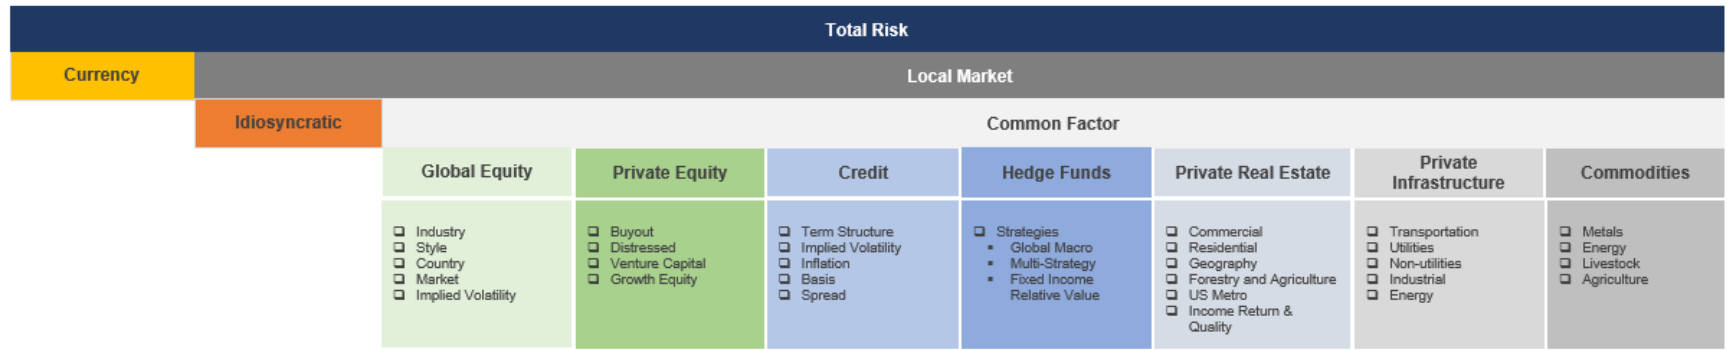 Total Risk
Currency
Local Market
Idiosyncratic
Common Factor
Global Equity
Private Equity
Credit
Hedge Funds
Private Real Estate
Private
Infrastructure
Commodities
Industry
Style
Country
Market
Implied Volatility
Buyout
Distressed
Venture Capital
Growth Equity
Term Structure
Implied Volatility
Inflation
Basis
Spread
Strategies
Global Macro
Multi-Strategy
Fixed Income
Relative Value
Commercial
Residential
Geography
Forestry and Agriculture
US Metro
Income Return &
Quality
Transportation
Utilities
Non-utilities
Industrial
Energy
Metals
Energy
Livestock
Agriculture